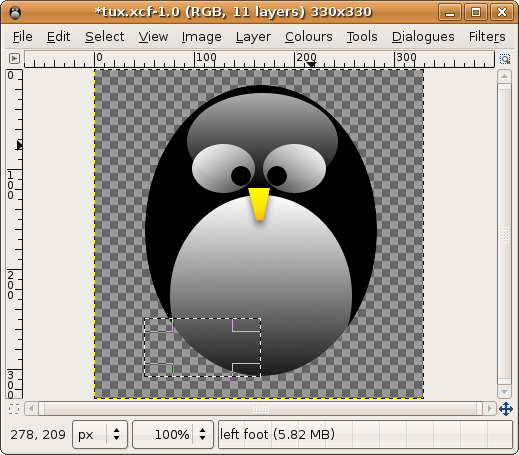 *tux.xcf-1.0 (RGB, 11 layers) 330x330
File Edit Select View Image Layer Colours Tools Dialogues Filters
0 100 200 300
0
100
200
300
278, 209 px 100% left foot (5.82 MB)